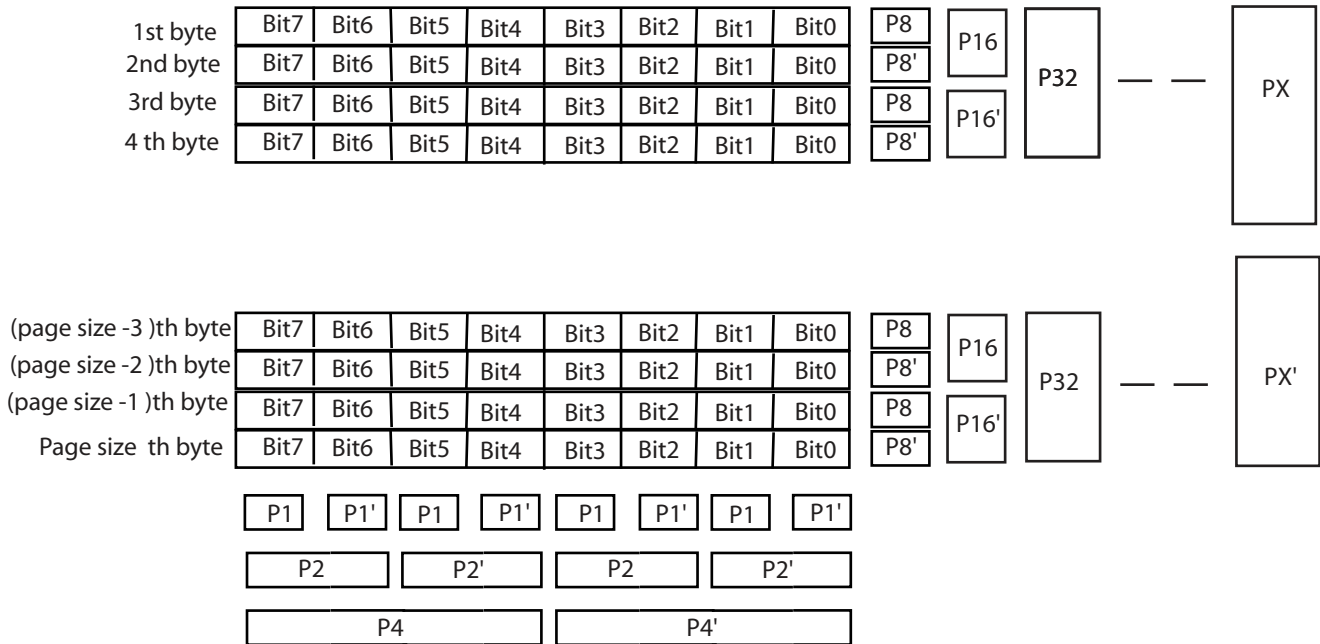 1st byte Bit7 Bit6 Bit5 Bit4 Bit3 Bit2 Bit1 Bit0 P8 P16 P32 — — PX
2nd byte Bit7 Bit6 Bit5 Bit4 Bit3 Bit2 Bit1 Bit0 P8'
3rd byte Bit7 Bit6 Bit5 Bit4 Bit3 Bit2 Bit1 Bit0 P8 P16'
4 th byte Bit7 Bit6 Bit5 Bit4 Bit3 Bit2 Bit1 Bit0 P8'
(page size -3 )th byte Bit7 Bit6 Bit5 Bit4 Bit3 Bit2 Bit1 Bit0 P8 P16 P32 — — PX'
(page size -2 )th byte Bit7 Bit6 Bit5 Bit4 Bit3 Bit2 Bit1 Bit0 P8'
(page size -1 )th byte Bit7 Bit6 Bit5 Bit4 Bit3 Bit2 Bit1 Bit0 P8 P16'
Page size th byte Bit7 Bit6 Bit5 Bit4 Bit3 Bit2 Bit1 Bit0 P8'
P1 P1' P1 P1' P1 P1' P1 P1'
P2 P2' P2 P2'
P4 P4'